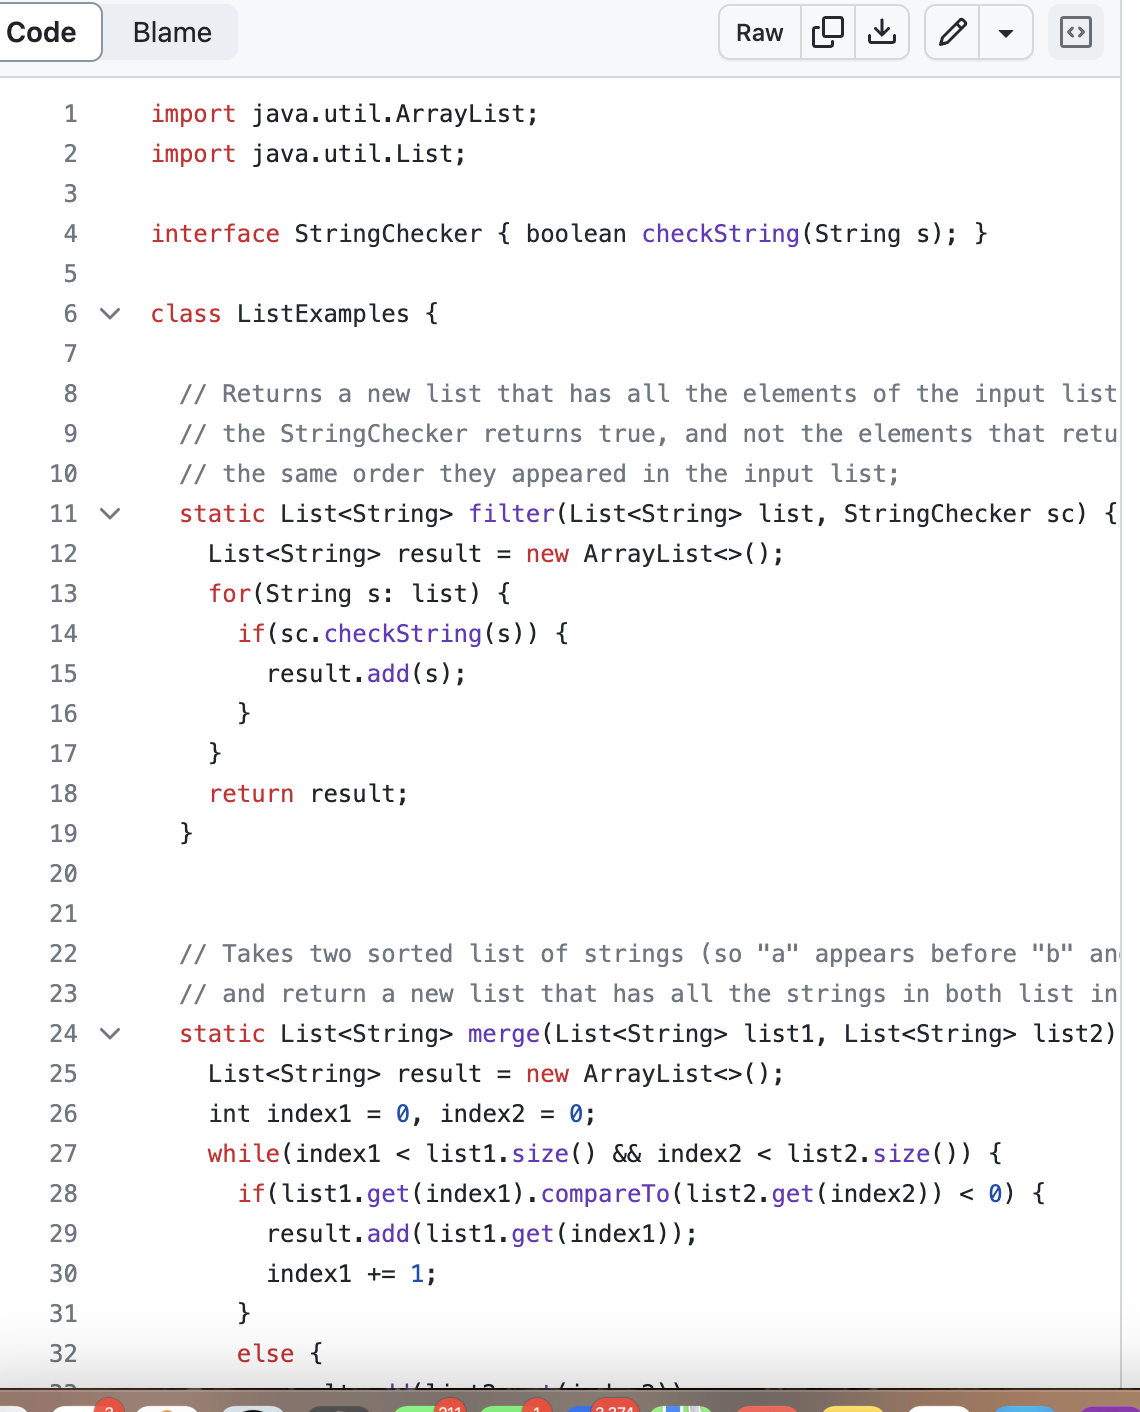 Code Blame Raw
1 import java.util.ArrayList;
2 import java.util.List;
3
4 interface StringChecker { boolean checkString(String s); }
5
6 class ListExamples {
7
8 // Returns a new list that has all the elements of the input list
9 // the StringChecker returns true, and not the elements that retu
10 // the same order they appeared in the input list;
11 static List<String> filter(List<String> list, StringChecker sc) {
12 List<String> result = new ArrayList<>();
13 for(String s: list) {
14 if(sc.checkString(s)) {
15 result.add(s);
16 }
17 }
18 return result;
19 }
20
21
22 // Takes two sorted list of strings (so "a" appears before "b" an
23 // and return a new list that has all the strings in both list in
24 static List<String> merge(List<String> list1, List<String> list2)
25 List<String> result = new ArrayList<>();
26 int index1 = 0, index2 = 0;
27 while(index1 < list1.size() && index2 < list2.size()) {
28 if(list1.get(index1).compareTo(list2.get(index2)) < 0) {
29 result.add(list1.get(index1));
30 index1 += 1;
31 }
32 else {